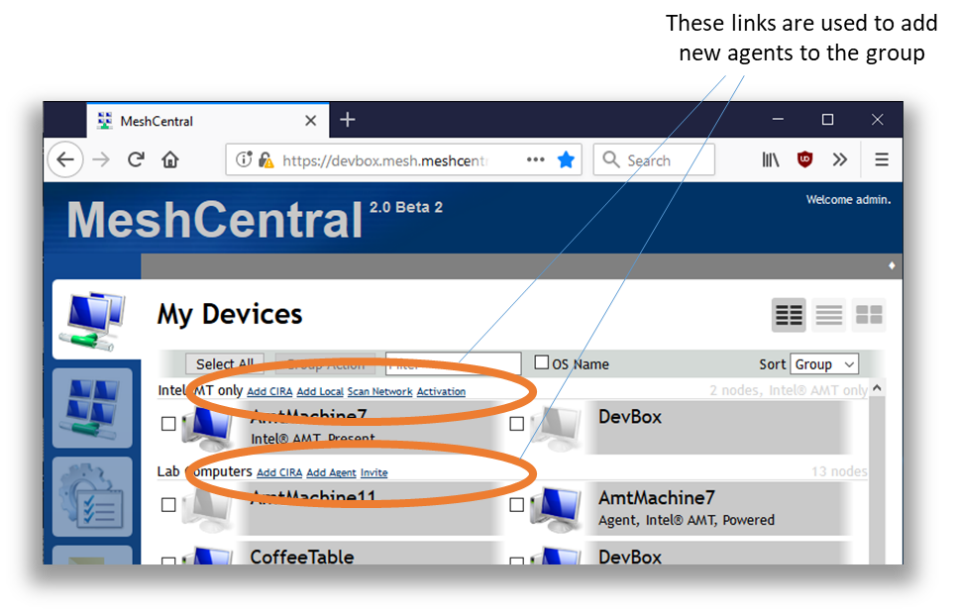 These links are used to add
new agents to the group
MeshCentral
https://devbox.mesh.meshcent
Search
MeshCentral 2.0 Beta 2
Welcome admin.
My Devices
Select All Group Action Filter OS Name Sort Group
Intel AMT only Add CIRA Add Local Scan Network Activation 2 nodes, Intel® AMT only
AmtMachine7 DevBox
Intel® AMT, Present
Lab Computers Add CIRA Add Agent Invite 13 nodes
AmtMachine11 AmtMachine7
Agent, Intel® AMT, Powered
CoffeeTable DevBox